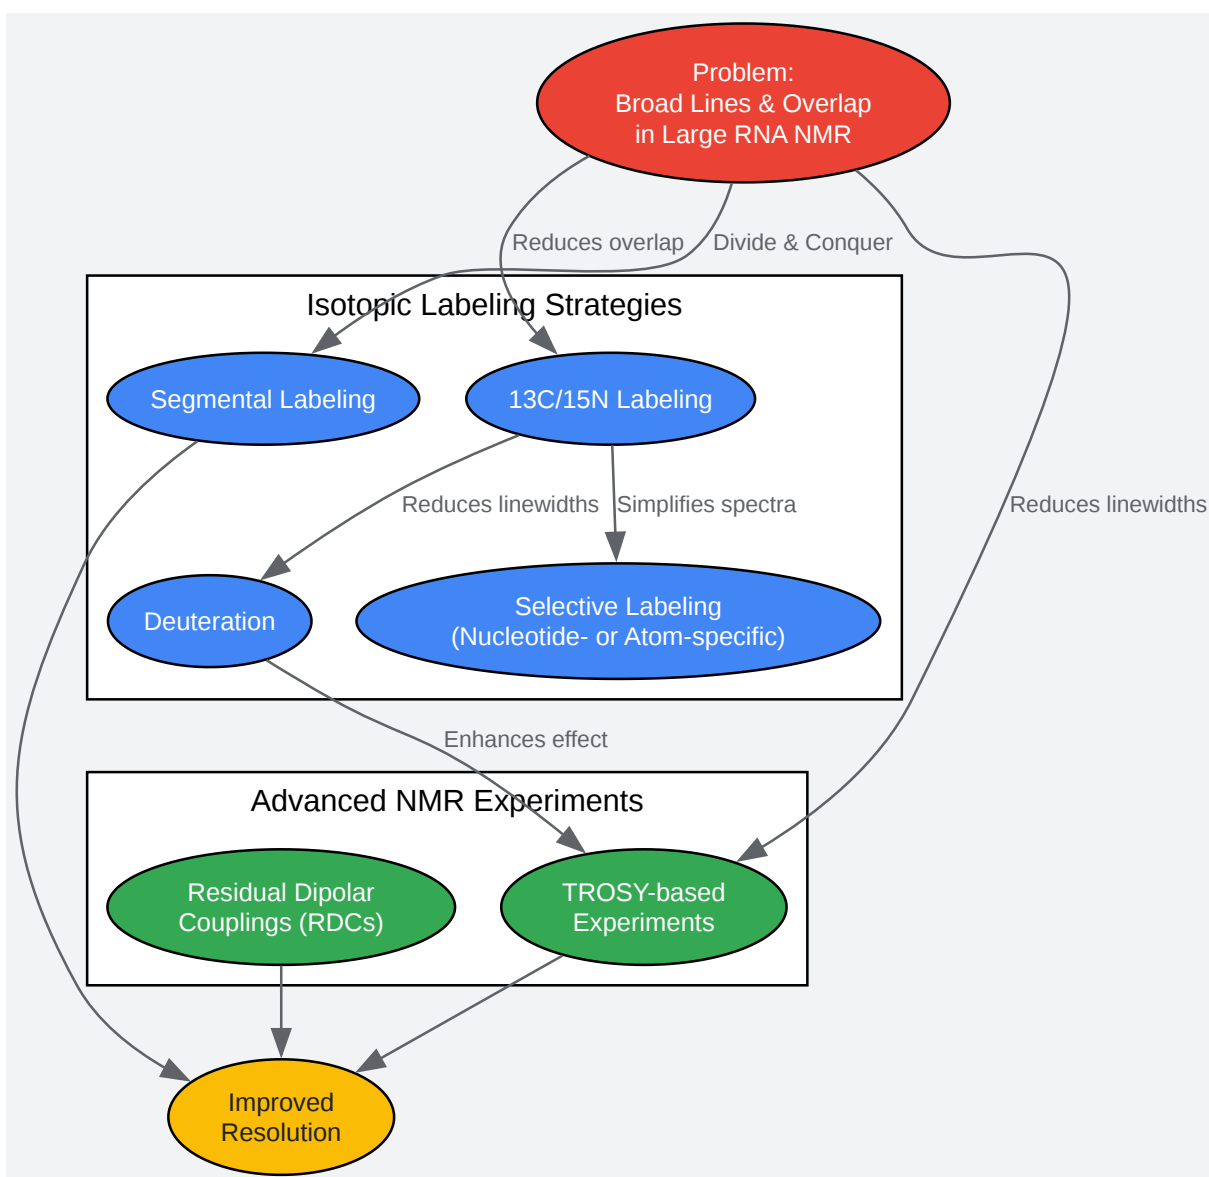 Problem:
Broad Lines & Overlap
in Large RNA NMR
Reduces overlap
Divide & Conquer
Isotopic Labeling Strategies
Segmental Labeling
13C/15N Labeling
Reduces linewidths
Simplifies spectra
Reduces linewidths
Deuteration
Selective Labeling
(Nucleotide- or Atom-specific)
Enhances effect
Advanced NMR Experiments
Residual Dipolar
Couplings (RDCs)
TROSY-based
Experiments
Improved
Resolution